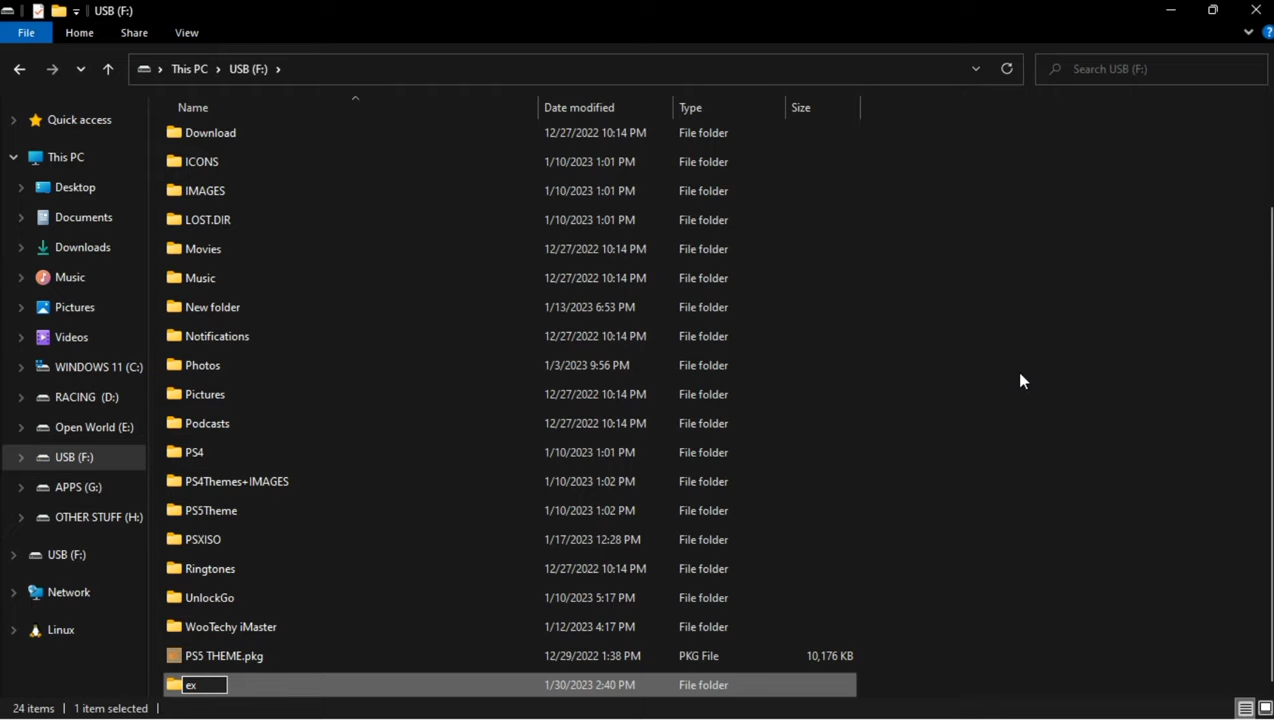 USB (F:)
File Home Share View
This PC USB (F:) Search USB (F:)
Name Date modified Type Size
Quick access
This PC
Desktop
Documents
Downloads
Music
Pictures
Videos
WINDOWS 11 (C:)
RACING (D:)
Open World (E:)
USB (F:)
APPS (G:)
OTHER STUFF (H:)
USB (F:)
Network
Linux
Download 12/27/2022 10:14 PM File folder
ICONS 1/10/2023 1:01 PM File folder
IMAGES 1/10/2023 1:01 PM File folder
LOST.DIR 1/10/2023 1:01 PM File folder
Movies 12/27/2022 10:14 PM File folder
Music 12/27/2022 10:14 PM File folder
New folder 1/13/2023 6:53 PM File folder
Notifications 12/27/2022 10:14 PM File folder
Photos 1/3/2023 9:56 PM File folder
Pictures 12/27/2022 10:14 PM File folder
Podcasts 12/27/2022 10:14 PM File folder
PS4 1/10/2023 1:01 PM File folder
PS4Themes+IMAGES 1/10/2023 1:02 PM File folder
PS5Theme 1/10/2023 1:02 PM File folder
PSXISO 1/17/2023 12:28 PM File folder
Ringtones 12/27/2022 10:14 PM File folder
UnlockGo 1/10/2023 5:17 PM File folder
WooTechy iMaster 1/12/2023 4:17 PM File folder
PS5 THEME.pkg 12/29/2022 1:38 PM PKG File 10,176 KB
ex 1/30/2023 2:40 PM File folder
24 items 1 item selected